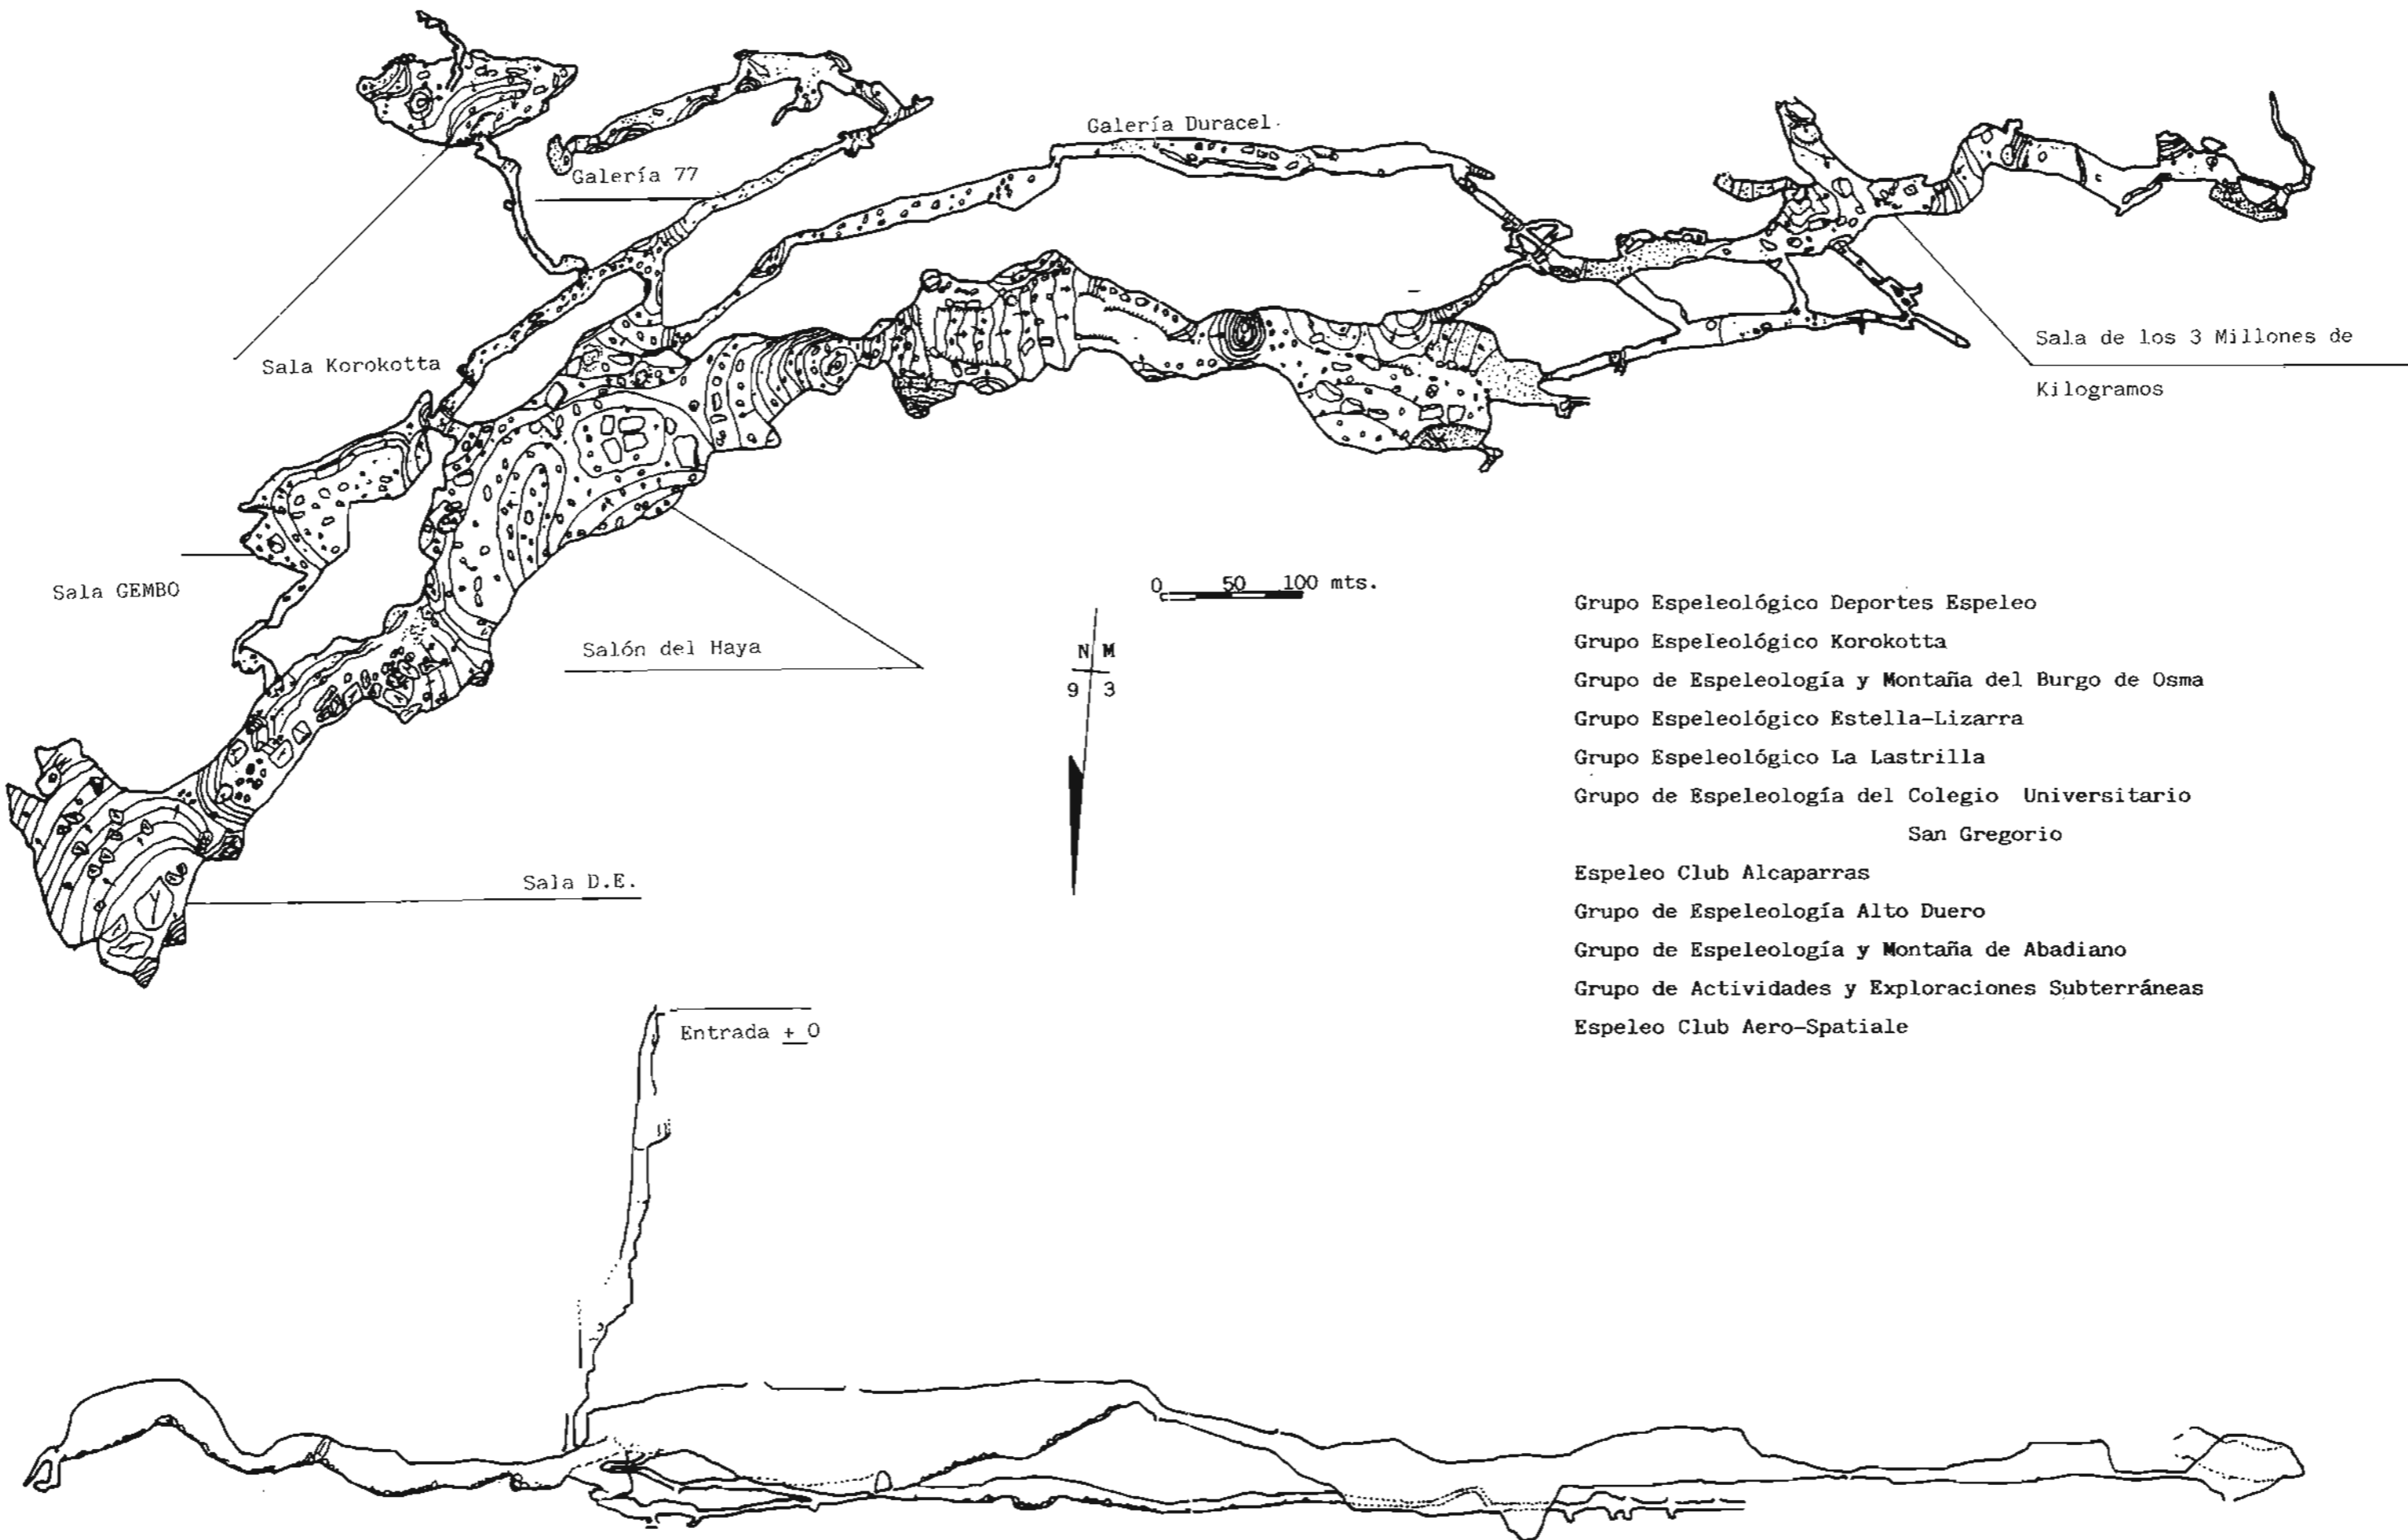 Galería Duracel.
Galería 77
Sala Korokotta
Sala de los 3 Millones de
Kilogramos
Sala GEMBO
0 50 100 mts.
Salón del Haya
N M
9 3
Sala D.E.
Grupo Espeleológico Deportes Espeleo
Grupo Espeleológico Korokotta
Grupo de Espeleología y Montaña del Burgo de Osma
Grupo Espeleológico Estella-Lizarra
Grupo Espeleológico La Lastrilla
Grupo de Espeleología del Colegio Universitario
San Gregorio
Espeleo Club Alcaparras
Grupo de Espeleología Alto Duero
Grupo de Espeleología y Montaña de Abadiano
Grupo de Actividades y Exploraciones Subterráneas
Espeleo Club Aero-Spatiale
Entrada ± 0